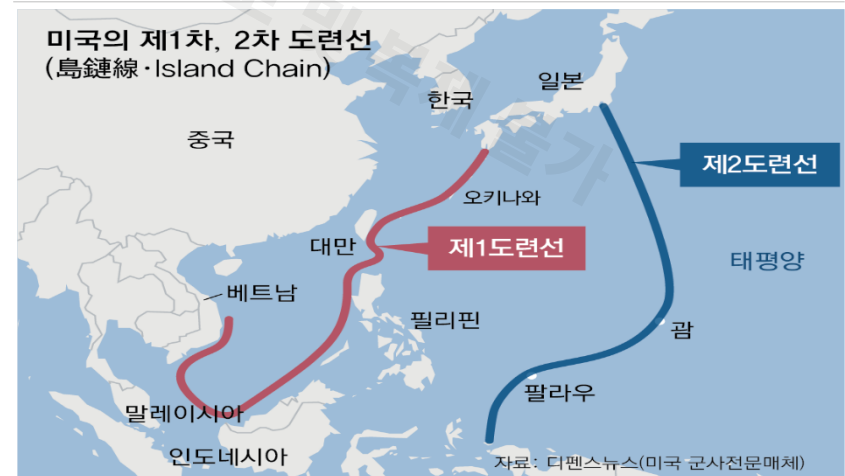 미국의 제1차, 2차 도련선
(島鏈線·Island Chain)
일본
한국
중국
제2도련선
오키나와
대만
제1도련선
태평양
베트남
필리핀
괌
팔라우
말레이시아
인도네시아
자료: 디펜스뉴스(미국 군사전문매체)